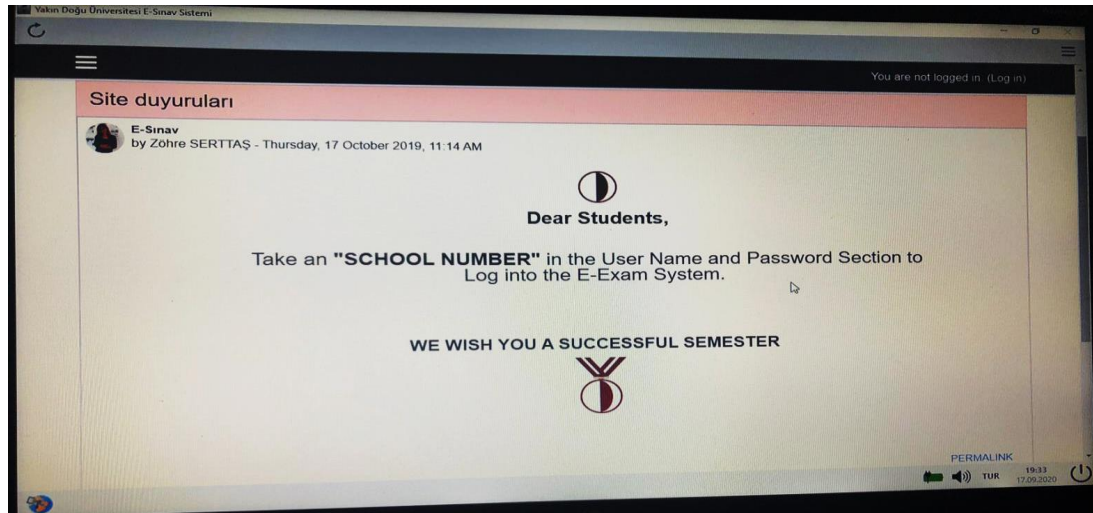 Yakın Doğu Üniversitesi E-Sınav Sistemi
You are not logged in. (Log in)
Site duyuruları
E-Sınav
by Zöhre SERTTAŞ - Thursday, 17 October 2019, 11:14 AM
Dear Students,
Take an "SCHOOL NUMBER" in the User Name and Password Section to
Log into the E-Exam System.
WE WISH YOU A SUCCESSFUL SEMESTER
PERMALINK
TUR
19:33
17.09.2020